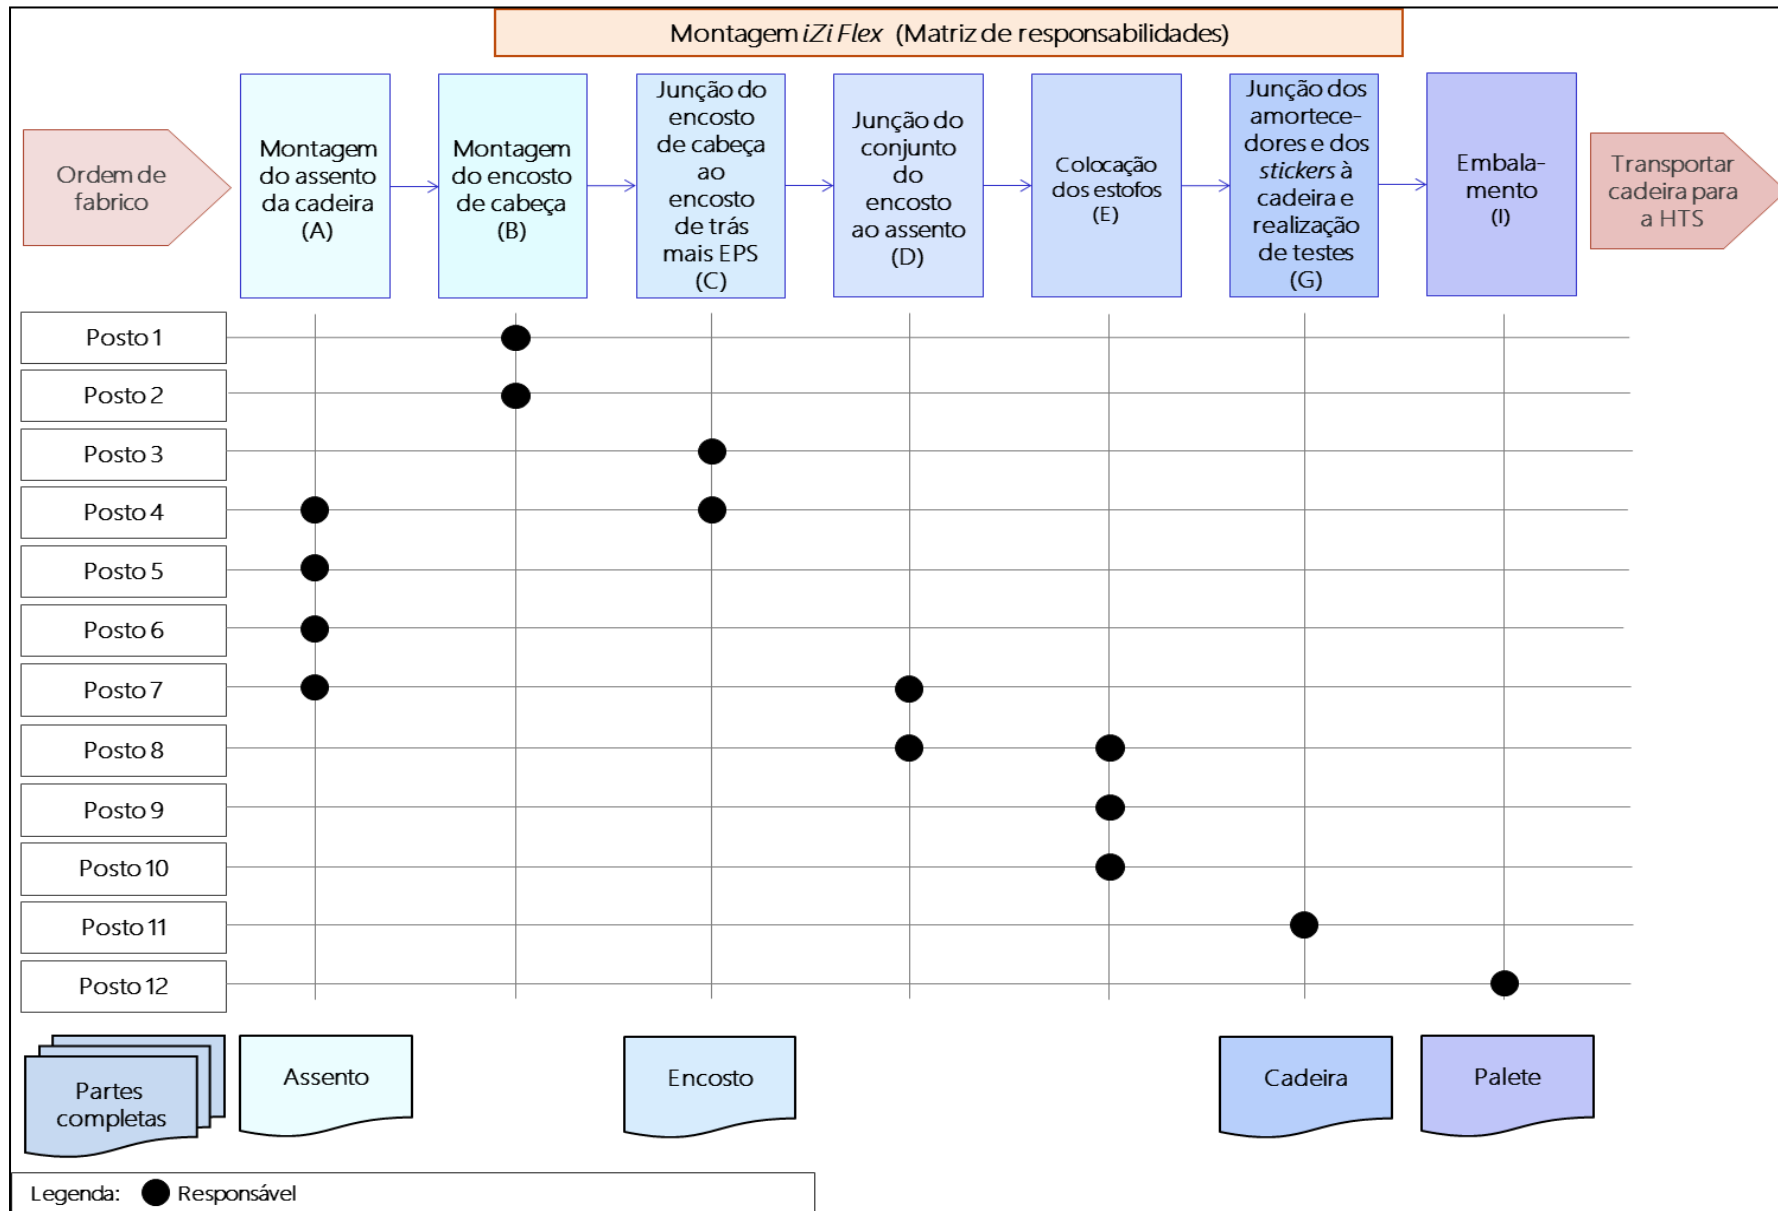 Montagem iZi Flex (Matriz de responsabilidades)
Ordem de
fabrico
Montagem
do assento
da cadeira
(A)
Montagem
do encosto
de cabeça
(B)
Junção do
encosto
de cabeça
ao
encosto
de trás
mais EPS
(C)
Junção do
conjunto
do
encosto
ao assento
(D)
Colocação
dos estofos
(E)
Junção dos
amortece-
dores e dos
stickers à
cadeira e
realização
de testes
(G)
Embala-
mento
(I)
Transportar
cadeira para
a HTS
Posto 1
Posto 2
Posto 3
Posto 4
Posto 5
Posto 6
Posto 7
Posto 8
Posto 9
Posto 10
Posto 11
Posto 12
Partes
completas
Assento
Encosto
Cadeira
Palete
Legenda: Responsável